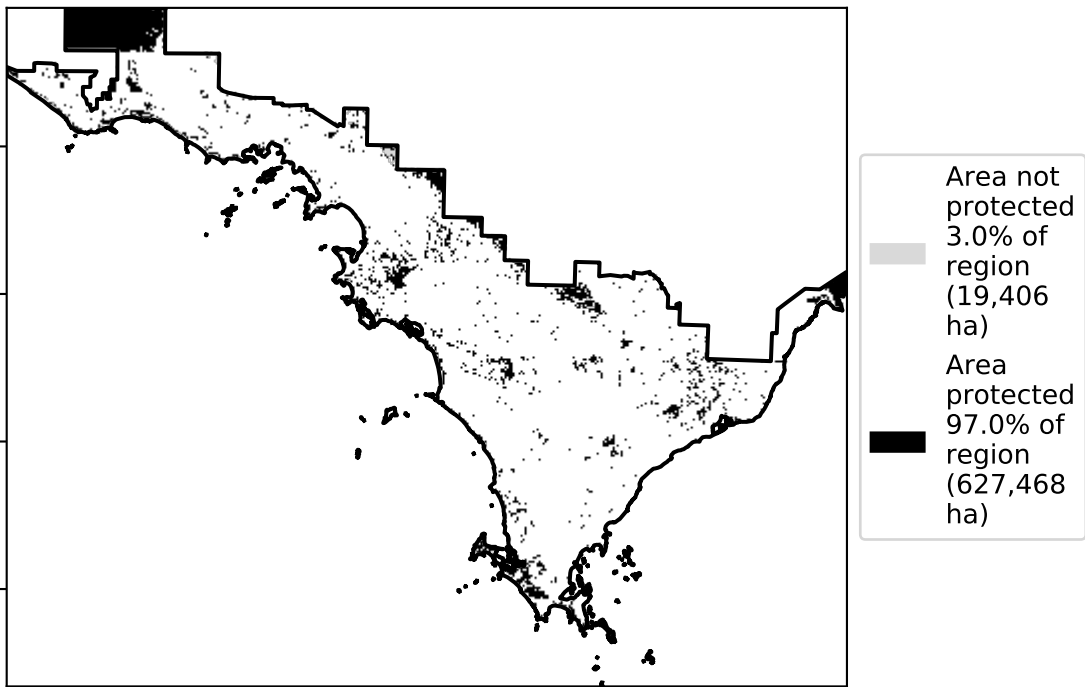 Area not
protected
3.0% of
region
(19,406
ha)
Area
protected
97.0% of
region
(627,468
ha)